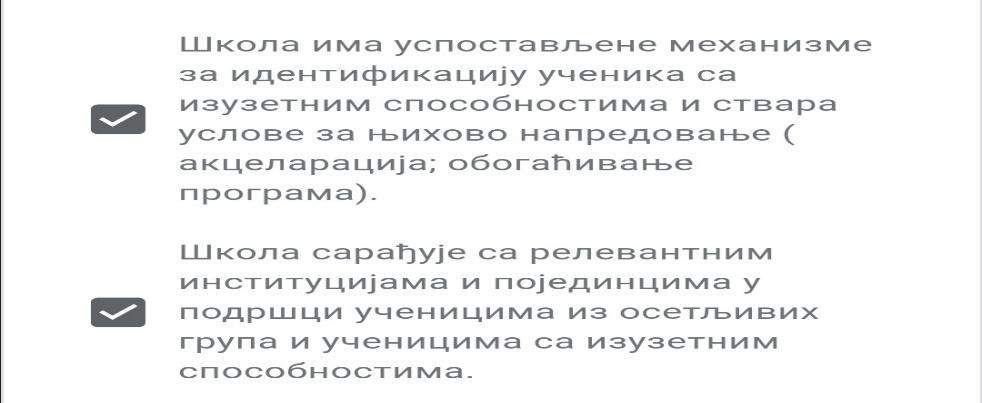 Школа има успостављене механизме
за идентификацију ученика са
изузетним способностима и ствара
услове за њихово напредовање (
акцеларација; обогаћивање
програма).
Школа сарађује са релевантним
институцијама и појединцима у
подршци ученицима из осетљивих
група и ученицима са изузетним
способностима.